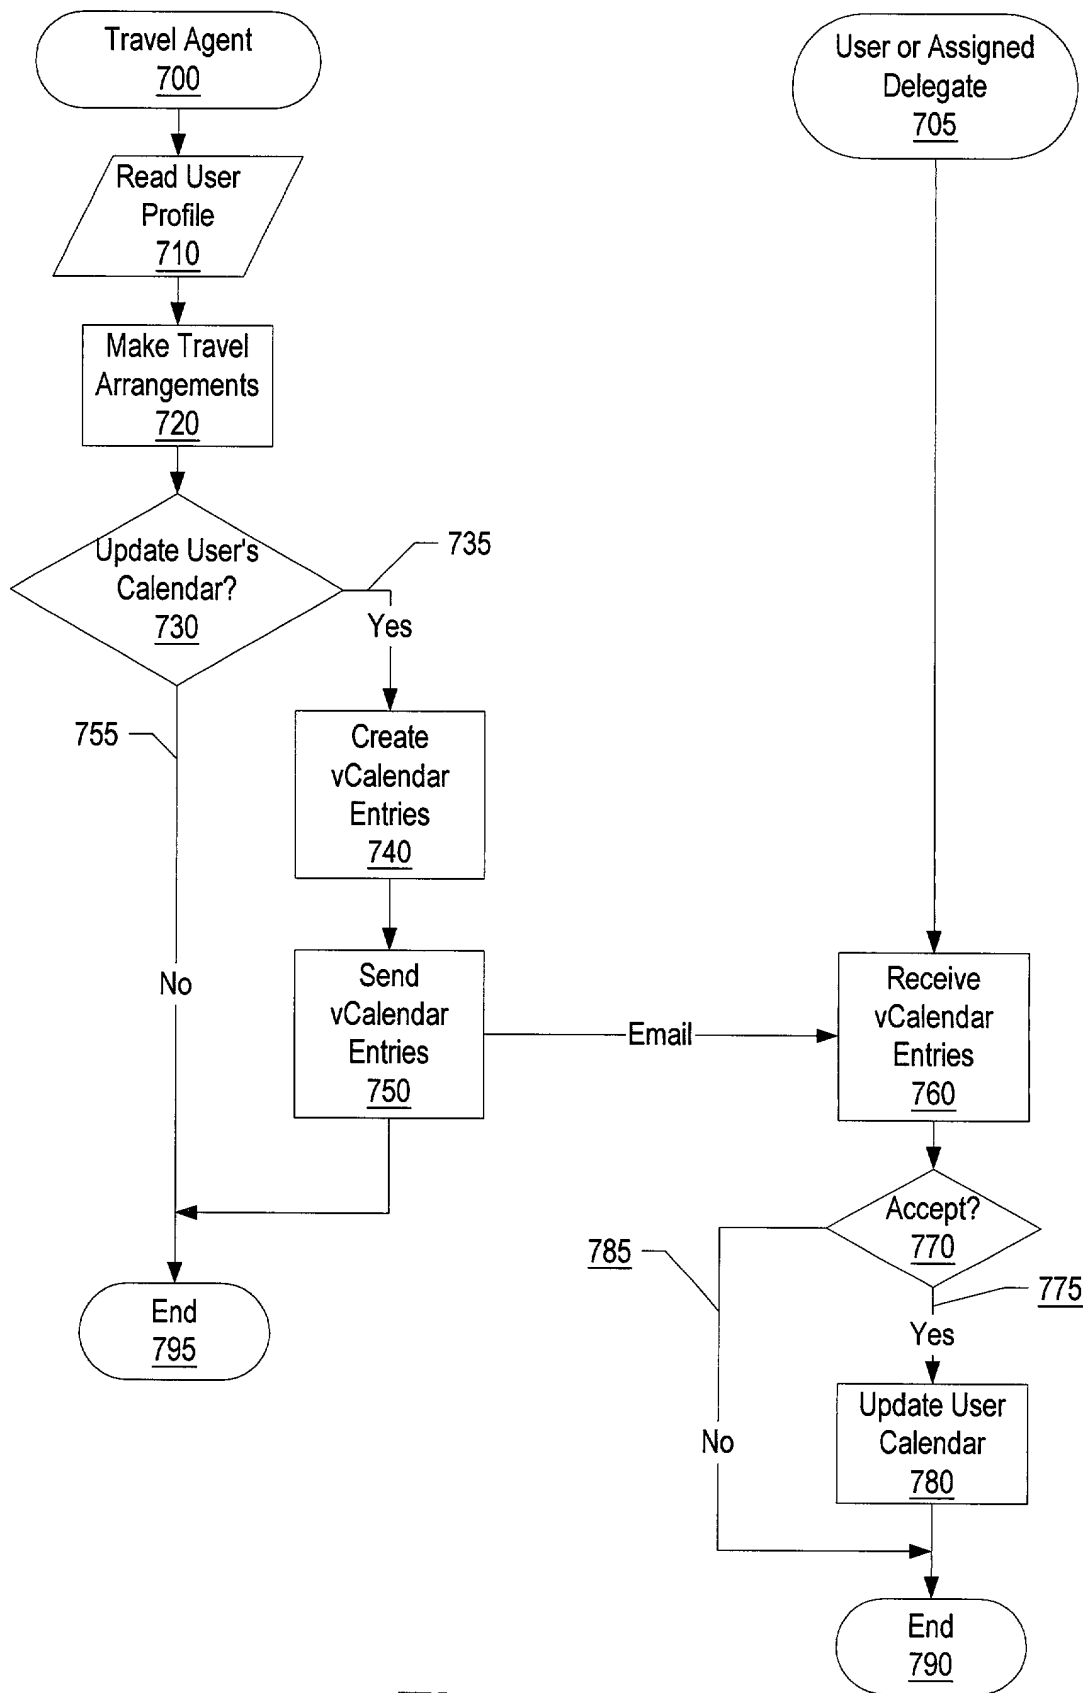 Travel Agent
700
User or Assigned
Delegate
705
Read User
Profile
710
Make Travel
Arrangements
720
Update User's
Calendar?
730
735
Yes
755
Create
vCalendar
Entries
740
No
Send
vCalendar
Entries
750
Email
Receive
vCalendar
Entries
760
Accept?
770
785
775
Yes
End
795
Update User
Calendar
780
No
End
790